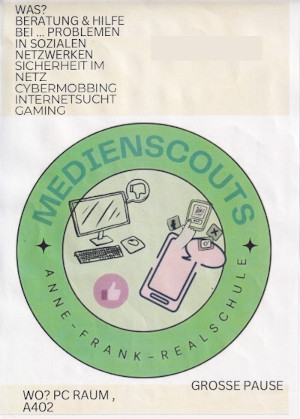 WAS?
BERATUNG & HILFE
BEI ... PROBLEMEN
IN SOZIALEN
NETZWERKEN
SICHERHEIT IM
NETZ
CYBERMOBBING
INTERNETSUCHT
GAMING
MEDIENSCOUTS
ANNE-FRANK-REALSCHULE
GROSSE PAUSE
WO? PC RAUM ,
A402